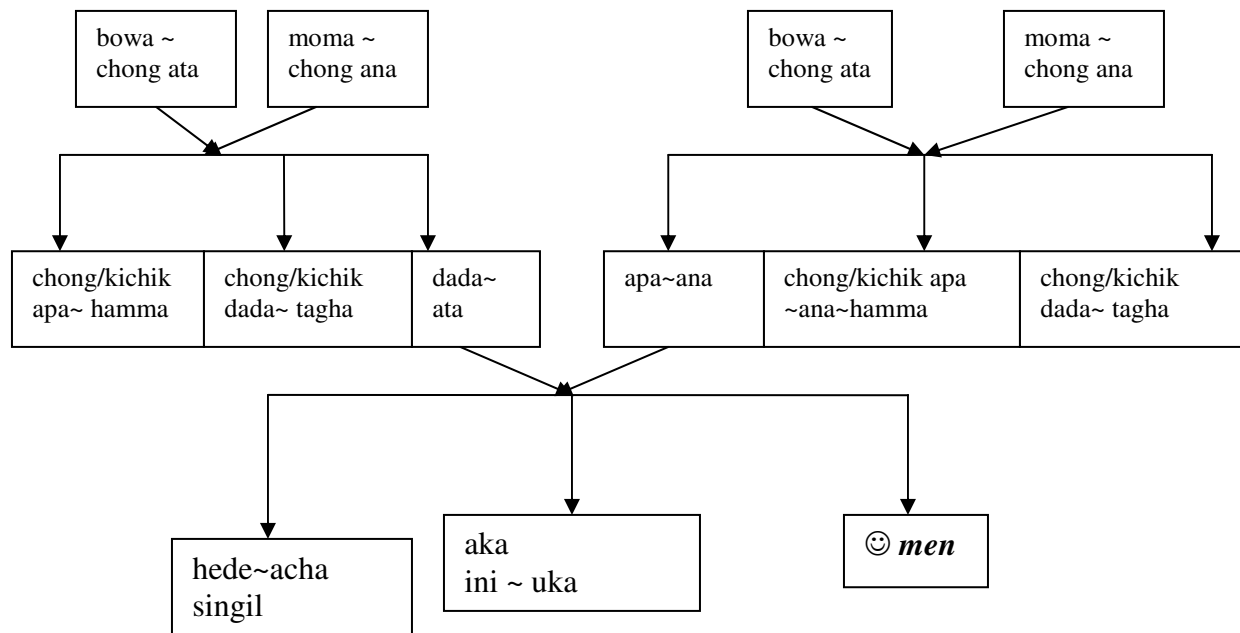 bowa ~
chong ata
moma ~
chong ana
bowa ~
chong ata
moma ~
chong ana
chong/kichik
apa~ hamma
chong/kichik
dada~ tagha
dada~
ata
apa~ana
chong/kichik apa
~ana~hamma
chong/kichik
dada~ tagha
hede~acha
singil
aka
ini ~ uka
☺ men